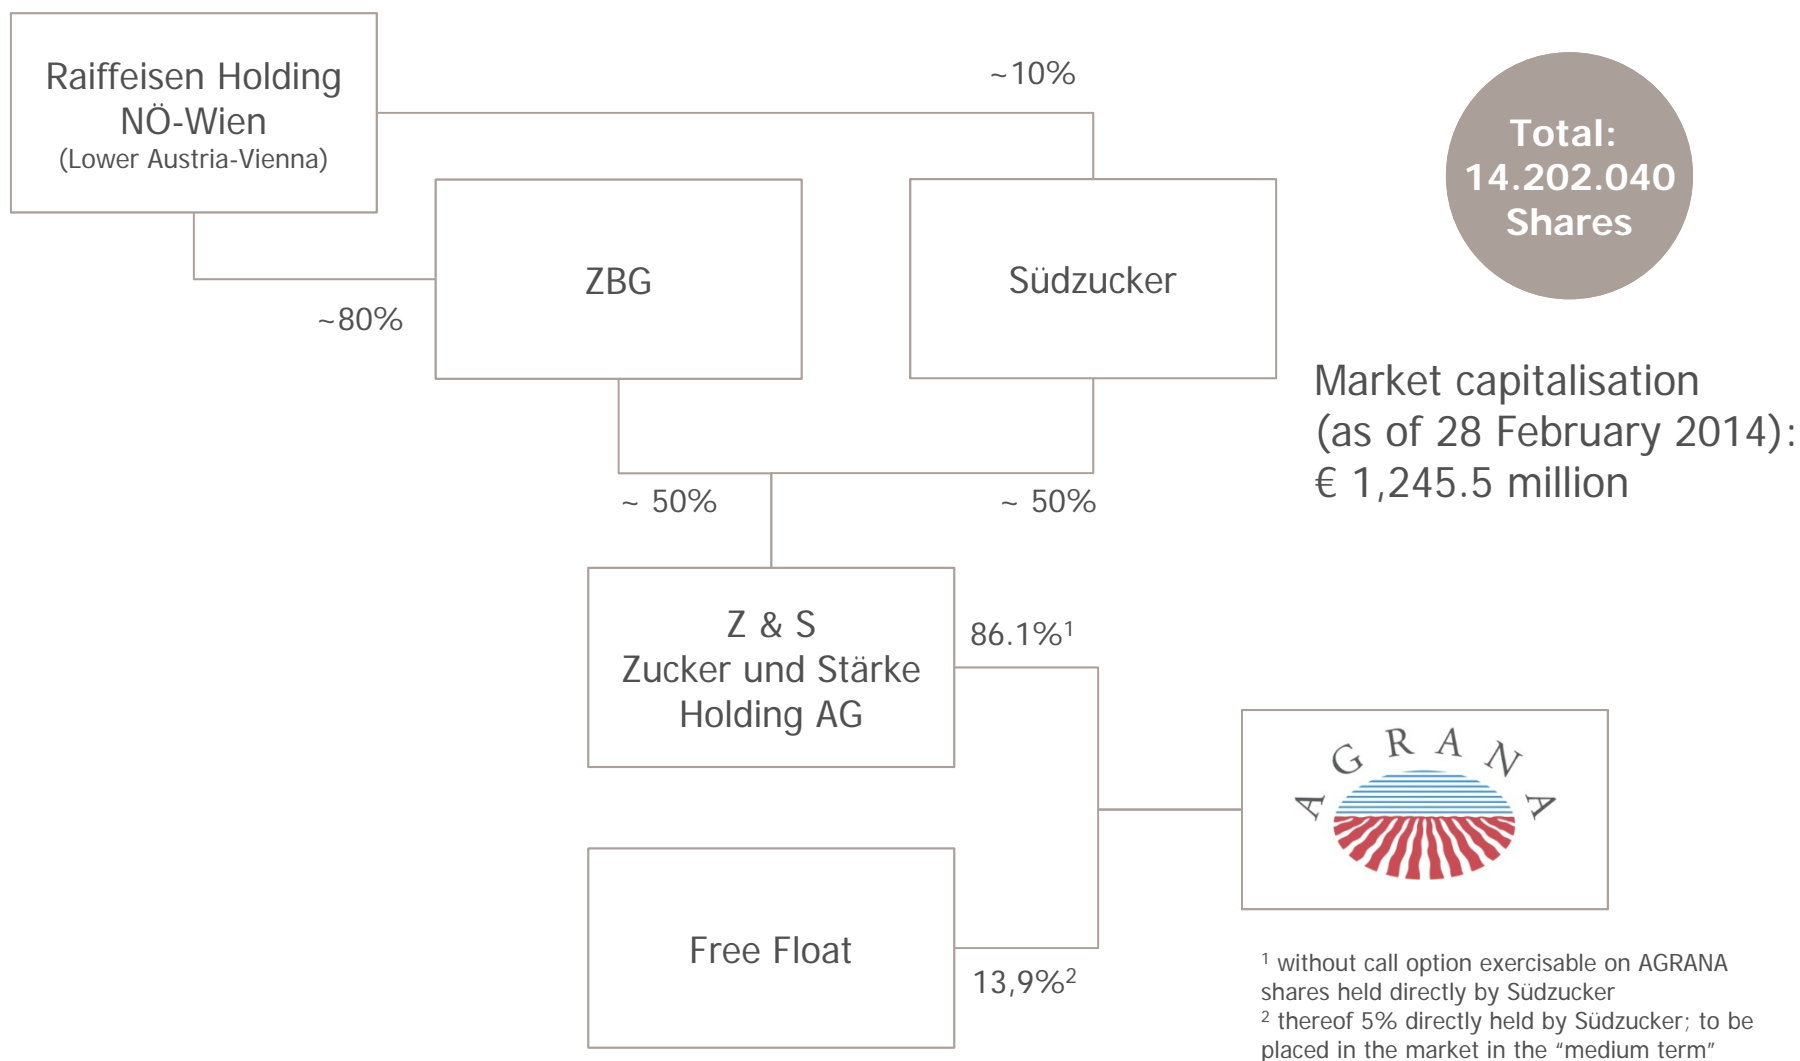 Raiffeisen Holding
NÖ-Wien
(Lower Austria-Vienna)
~10%
Total:
14.202.040
Shares
ZBG
Südzucker
~80%
Market capitalisation
(as of 28 February 2014):
€ 1,245.5 million
~ 50%
~ 50%
Z & S
Zucker und Stärke
Holding AG
86.1%¹
AGRANA
Free Float
13,9%²
¹ without call option exercisable on AGRANA
shares held directly by Südzucker
² thereof 5% directly held by Südzucker; to be
placed in the market in the “medium term”